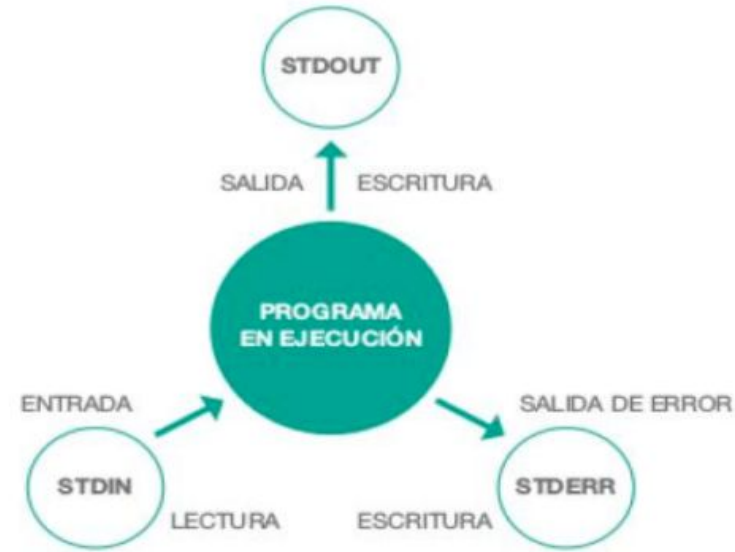 STDOUT
SALIDA ESCRITURA
PROGRAMA
EN EJECUCIÓN
ENTRADA
SALIDA DE ERROR
STDIN
STDERR
LECTURA
ESCRITURA